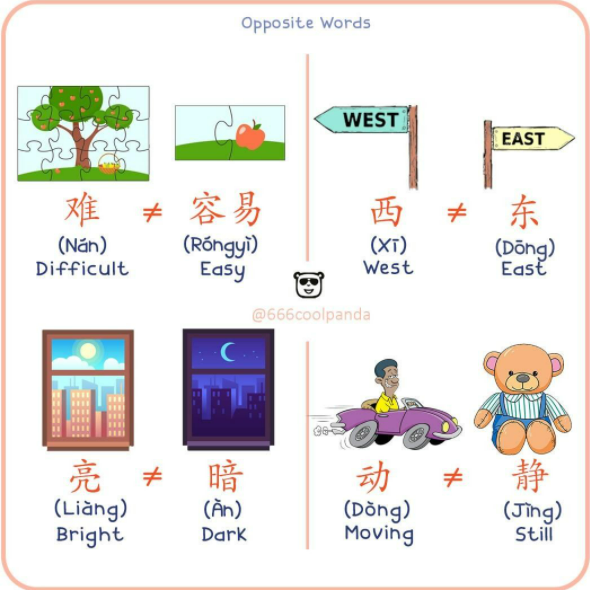 Opposite Words
WEST
EAST
难 ≠ 容易
(Nán) (Róngyì)
Difficult Easy
西 ≠ 东
(Xī) (Dōng)
West East
@666coolpanda
亮 ≠ 暗
(Liàng) (Àn)
Bright Dark
动 ≠ 静
(Dòng) (Jìng)
Moving Still